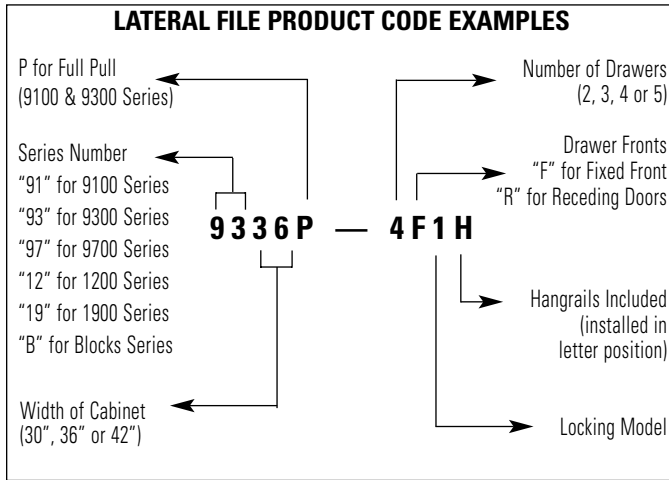 LATERAL FILE PRODUCT CODE EXAMPLES
P for Full Pull
(9100 & 9300 Series)
Series Number
“91” for 9100 Series
“93” for 9300 Series
“97” for 9700 Series
“12” for 1200 Series
“19” for 1900 Series
“B” for Blocks Series
Width of Cabinet
(30”, 36” or 42”)
9336P — 4F1H
Number of Drawers
(2, 3, 4 or 5)
Drawer Fronts
“F” for Fixed Front
“R” for Receding Doors
Hangrails Included
(installed in
letter position)
Locking Model